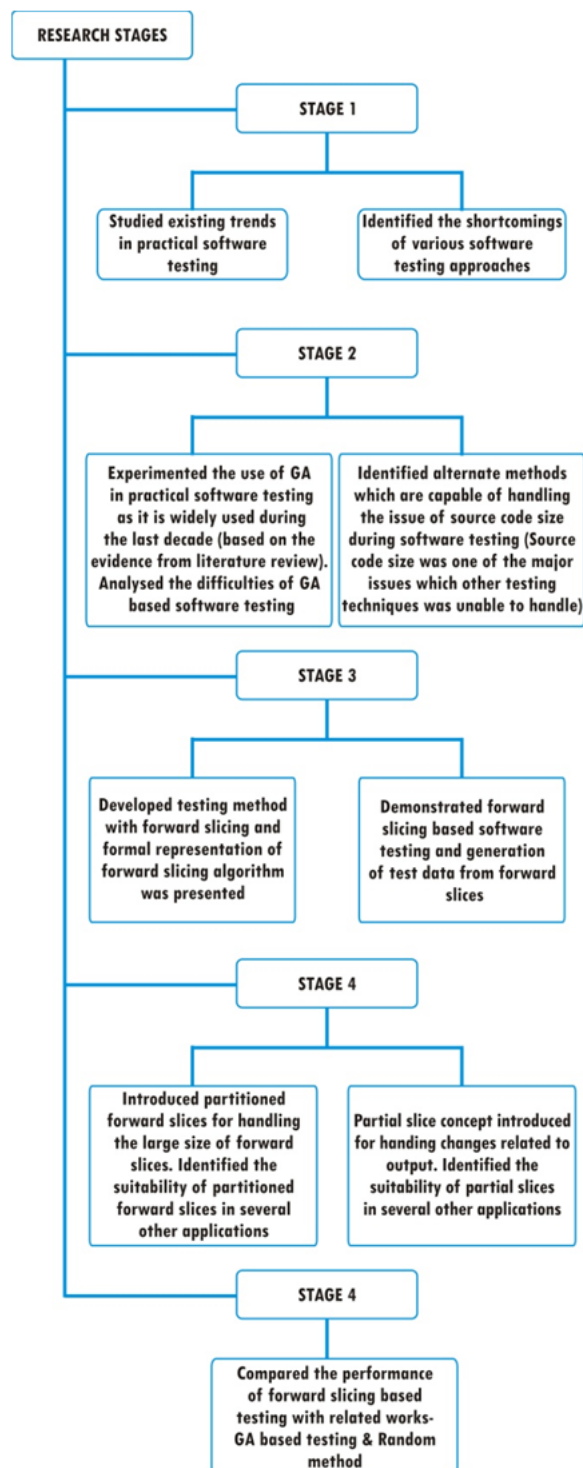 RESEARCH STAGES
STAGE 1
Studied existing trends
in practical software
testing
Identified the shortcomings
of various software
testing approaches
STAGE 2
Experimented the use of GA
in practical software testing
as it is widely used during
the last decade (based on the
evidence from literature review).
Analysed the difficulties of GA
based software testing
Identified alternate methods
which are capable of handling
the issue of source code size
during software testing (Source
code size was one of the major
issues which other testing
techniques was unable to handle)
STAGE 3
Developed testing method
with forward slicing and
formal representation of
forward slicing algorithm
was presented
Demonstrated forward
slicing based software
testing and generation
of test data from forward
slices
STAGE 4
Introduced partitioned
forward slices for handling
the large size of forward
slices. Identified the
suitability of partitioned
forward slices in several
other applications
Partial slice concept introduced
for handing changes related to
output. Identified the
suitability of partial slices
in several other applications
STAGE 4
Compared the performance
of forward slicing based
testing with related works-
GA based testing & Random
method